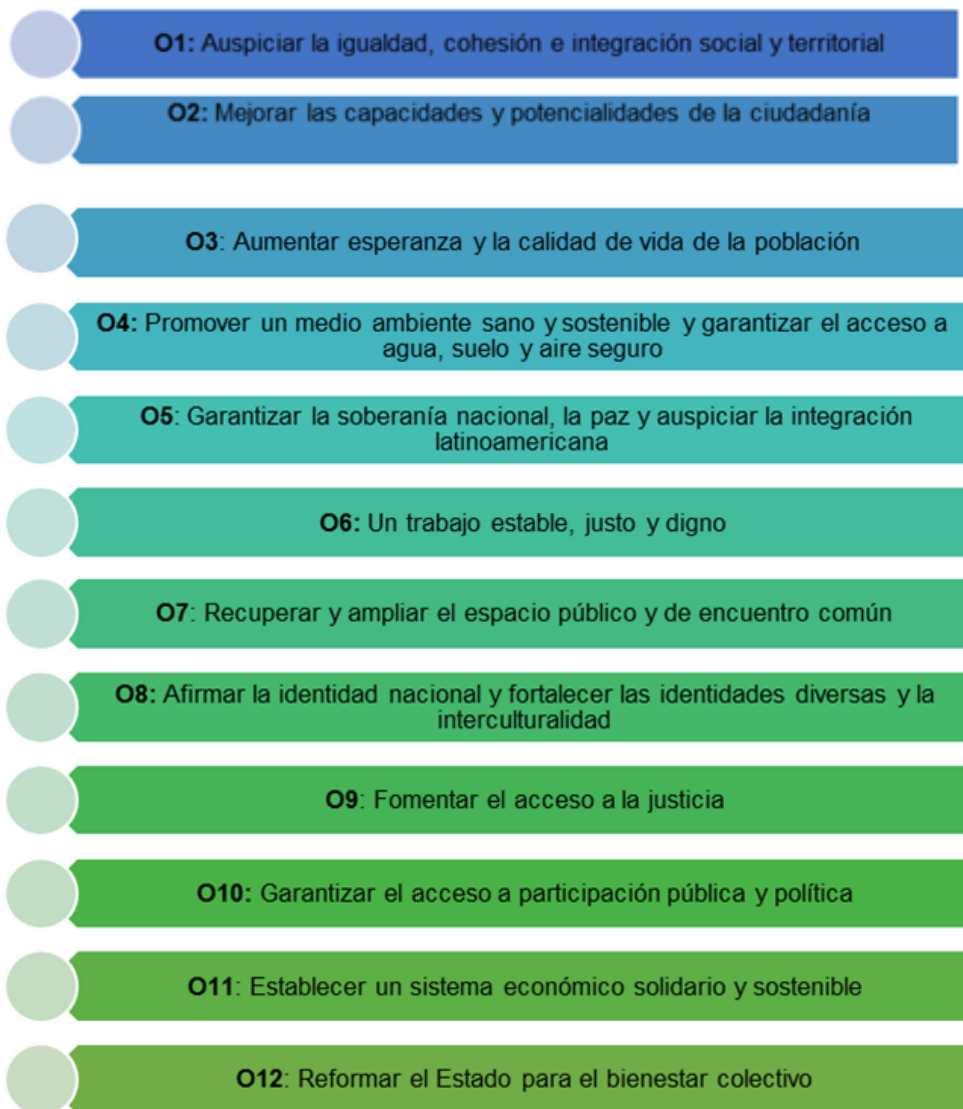 O1: Auspiciar la igualdad, cohesión e integración social y territorial
O2: Mejorar las capacidades y potencialidades de la ciudadanía
O3: Aumentar esperanza y la calidad de vida de la población
O4: Promover un medio ambiente sano y sostenible y garantizar el acceso a
agua, suelo y aire seguro
O5: Garantizar la soberanía nacional, la paz y auspiciar la integración
latinoamericana
O6: Un trabajo estable, justo y digno
O7: Recuperar y ampliar el espacio público y de encuentro común
O8: Afirmar la identidad nacional y fortalecer las identidades diversas y la
interculturalidad
O9: Fomentar el acceso a la justicia
O10: Garantizar el acceso a participación pública y política
O11: Establecer un sistema económico solidario y sostenible
O12: Reformar el Estado para el bienestar colectivo